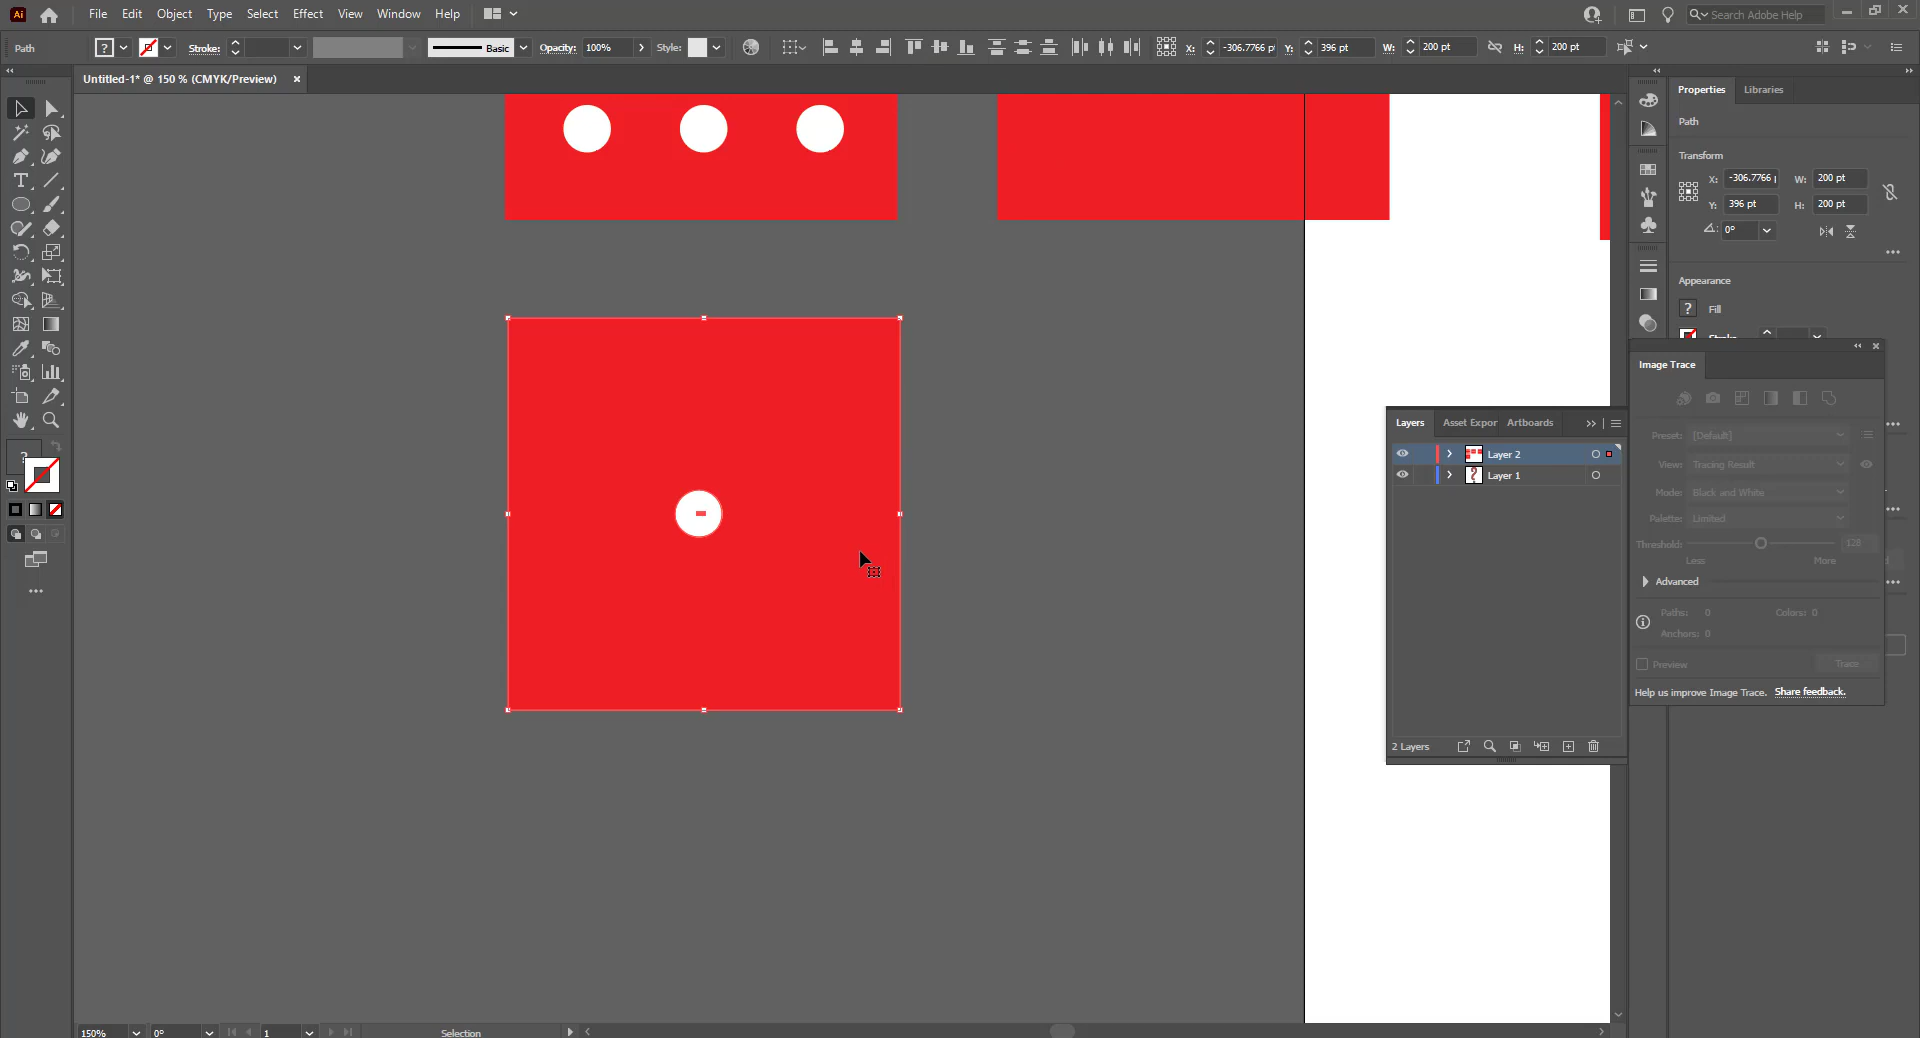 Ai File Edit Object Type Select Effect View Window Help Search Adobe Help
Path ? Stroke: Basic Opacity: 100% Style: X: -306.7766 pt Y: 396 pt W: 200 pt H: 200 pt
Untitled-1* @ 150 % (CMYK/Preview)
Properties Libraries
Path
Transform
X: -306.7766 W: 200 pt
Y: 396 pt H: 200 pt
0°
Appearance
? Fill
Stroke
Image Trace
Preset: [Default]
View: Tracing Result
Mode: Black and White
Palette: Limited
Threshold: 128
Less More
Advanced
Paths: 0 Colors: 0
Anchors: 0
Preview Trace
Help us improve Image Trace. Share feedback.
Layers Asset Expor Artboards
Layer 2
Layer 1
2 Layers
T
?
150% 0° 1 Selection